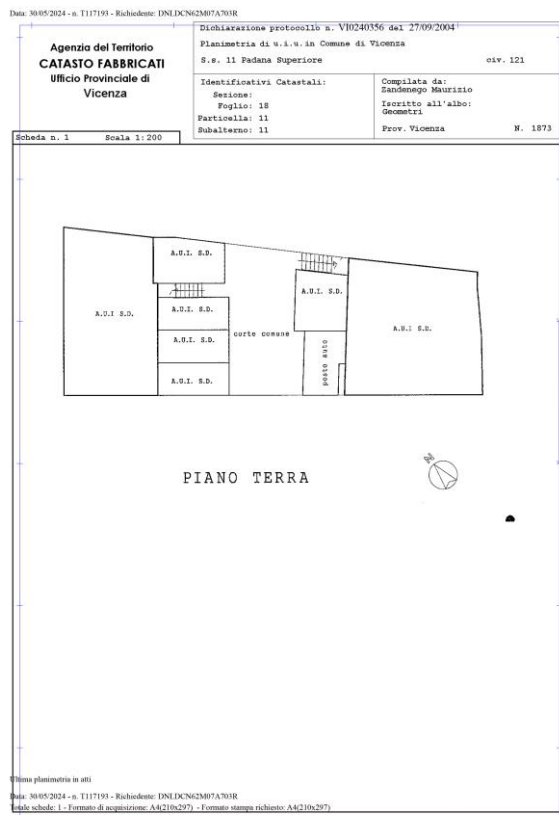 Data: 30/05/2024 - n. T117193 - Richiedente: DNLDCN62M07A703R
Agenzia del Territorio
CATASTO FABBRICATI
Ufficio Provinciale di
Vicenza
Dichiarazione protocollo n. VI0240356 del 27/09/2004
Planimetria di u.i.u. in Comune di Vicenza
S.s. 11 Padana Superiore civ. 121
Identificativi Catastali:
Sezione:
Foglio: 18
Particella: 11
Subalterno: 11
Compilata da:
Zandenego Maurizio
Iscritto all'albo:
Geometri
Prov. Vicenza N. 1873
Scheda n. 1 Scala 1:200
A.U.I. S.D.
A.U.I. S.D.
A.U.I S.D.
A.U.I. S.D.
A.U.I S.D.
corte comune
A.U.I. S.D.
posto auto
A.U.I. S.D.
PIANO TERRA
N
Ultima planimetria in atti
Data: 30/05/2024 - n. T117193 - Richiedente: DNLDCN62M07A703R
Totale schede: 1 - Formato di acquisizione: A4(210x297) - Formato stampa richiesto: A4(210x297)